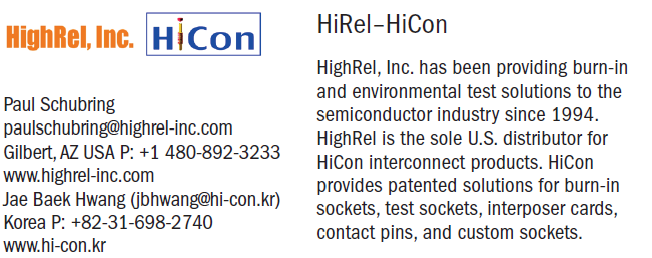 HighRel, Inc.
HiCon
Paul Schubring
paulschubring@highrel-inc.com
Gilbert, AZ USA P: +1 480-892-3233
www.highrel-inc.com
Jae Baek Hwang (jbhwang@hi-con.kr)
Korea P: +82-31-698-2740
www.hi-con.kr
HiRel–HiCon
HighRel, Inc. has been providing burn-in
and environmental test solutions to the
semiconductor industry since 1994.
HighRel is the sole U.S. distributor for
HiCon interconnect products. HiCon
provides patented solutions for burn-in
sockets, test sockets, interposer cards,
contact pins, and custom sockets.